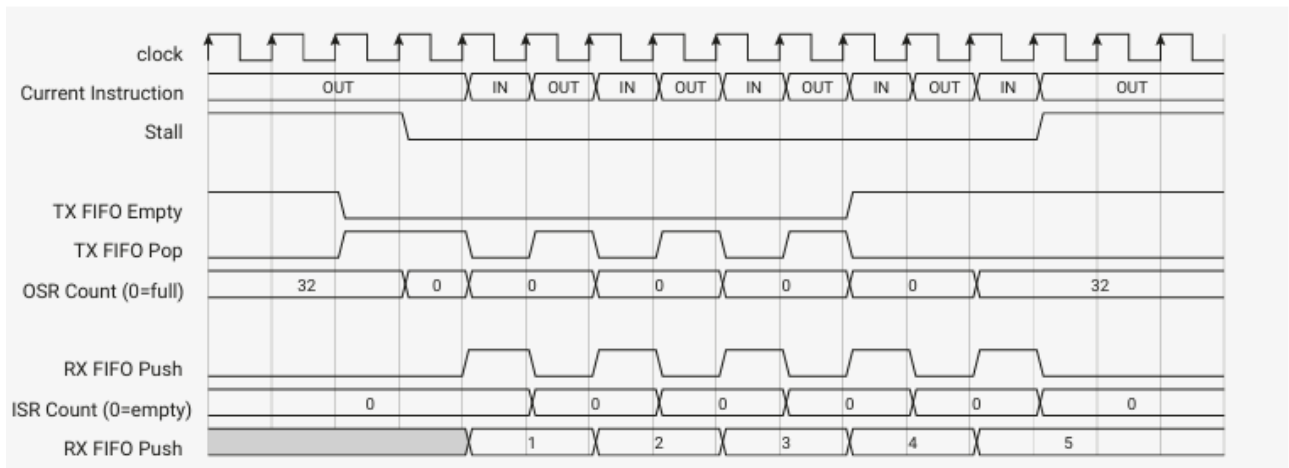 clock
Current Instruction OUT IN OUT IN OUT IN OUT IN OUT IN OUT
Stall
TX FIFO Empty
TX FIFO Pop
OSR Count (0=full) 32 0 0 0 0 0 32
RX FIFO Push
ISR Count (0=empty) 0 0 0 0 0 0
RX FIFO Push 1 2 3 4 5